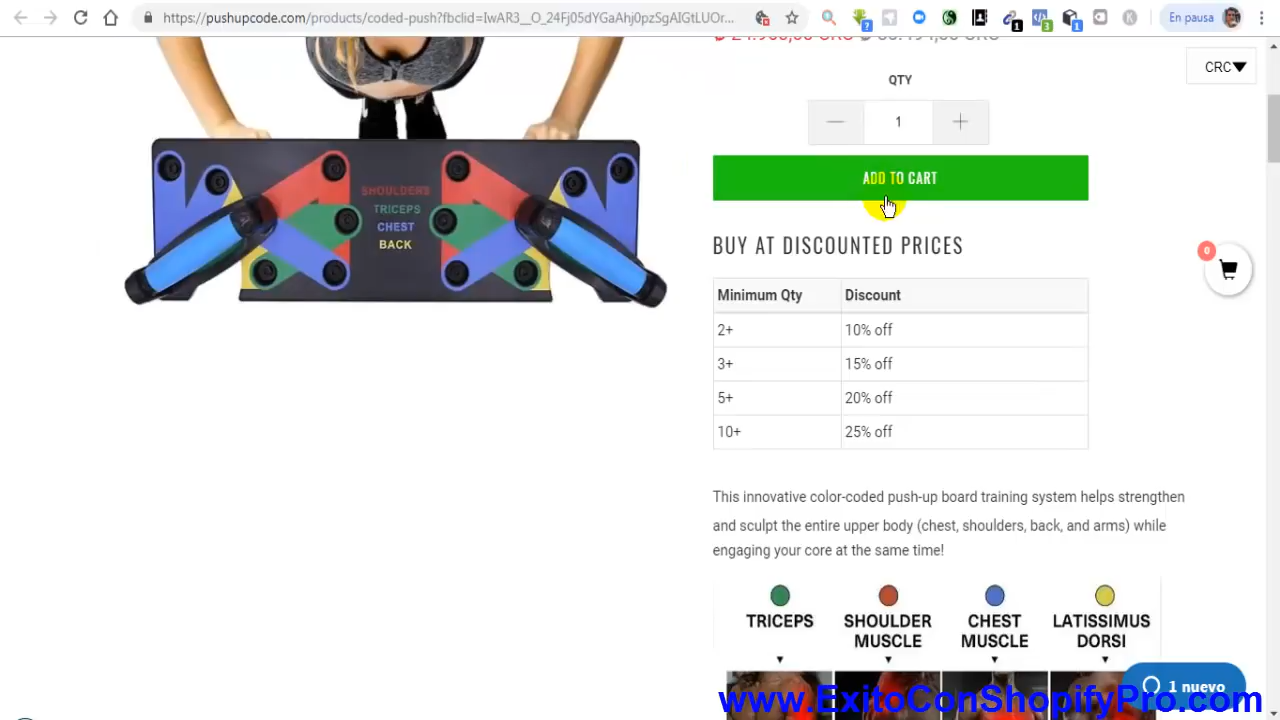 https://pushupcode.com/products/coded-push?fbclid=IwAR3__O_24Fj05dYGaAhj0pzSgAIGtLUOr...
En pausa
CRC
QTY
1
ADD TO CART
SHOULDERS
TRICEPS
CHEST
BACK
BUY AT DISCOUNTED PRICES
0
Minimum Qty Discount
2+ 10% off
3+ 15% off
5+ 20% off
10+ 25% off
This innovative color-coded push-up board training system helps strengthen
and sculpt the entire upper body (chest, shoulders, back, and arms) while
engaging your core at the same time!
TRICEPS SHOULDER MUSCLE CHEST MUSCLE LATISSIMUS DORSI
1 nuevo
www.ExitoConShopifyPro.com